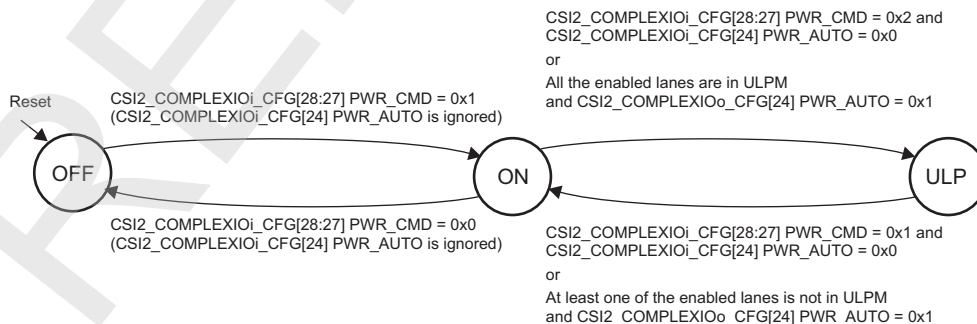 CSI2_COMPLEXIOi_CFG[28:27] PWR_CMD = 0x2 and
CSI2_COMPLEXIOi_CFG[24] PWR_AUTO = 0x0
or
All the enabled lanes are in ULPM
and CSI2_COMPLEXIOo_CFG[24] PWR_AUTO = 0x1
Reset
CSI2_COMPLEXIOi_CFG[28:27] PWR_CMD = 0x1
(CSI2_COMPLEXIOi_CFG[24] PWR_AUTO is ignored)
OFF
ON
ULP
CSI2_COMPLEXIOi_CFG[28:27] PWR_CMD = 0x0
(CSI2_COMPLEXIOi_CFG[24] PWR_AUTO is ignored)
CSI2_COMPLEXIOi_CFG[28:27] PWR_CMD = 0x1 and
CSI2_COMPLEXIOi_CFG[24] PWR_AUTO = 0x0
or
At least one of the enabled lanes is not in ULPM
and CSI2_COMPLEXIOo_CFG[24] PWR_AUTO = 0x1